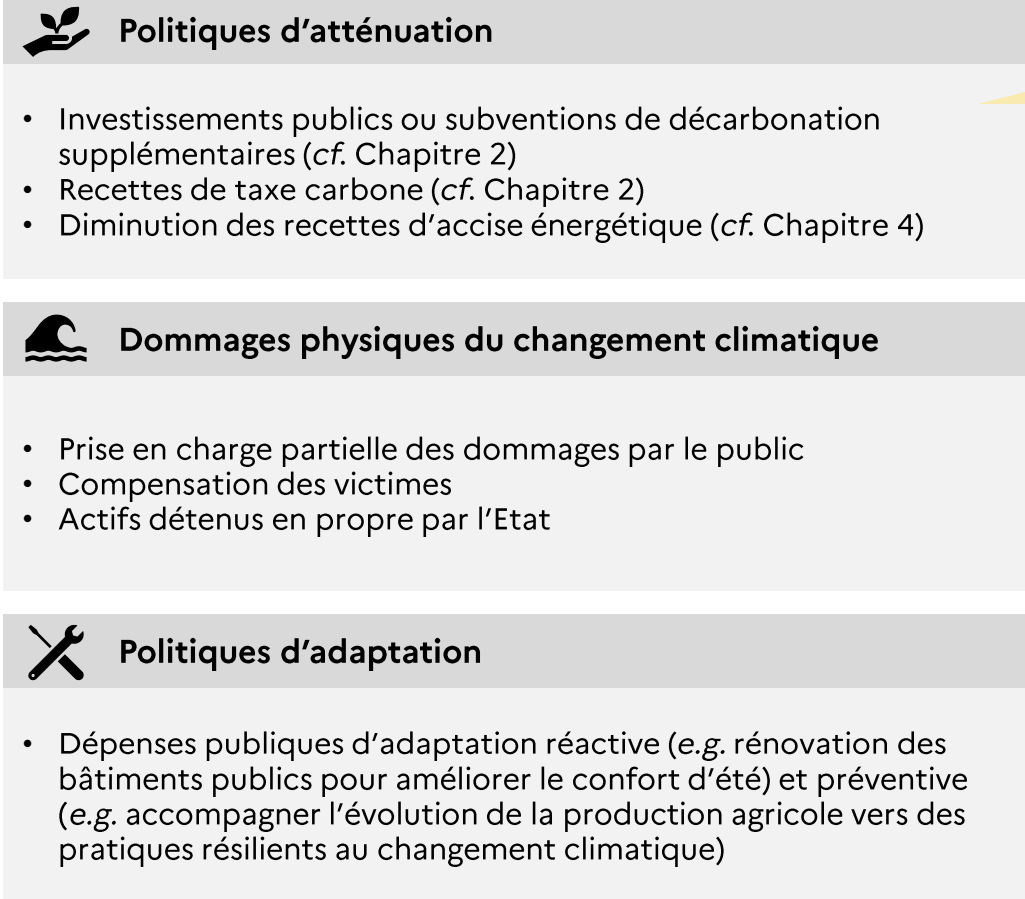 Politiques d’atténuation
• Investissements publics ou subventions de décarbonation
supplémentaires (cf. Chapitre 2)
• Recettes de taxe carbone (cf. Chapitre 2)
• Diminution des recettes d’accise énergétique (cf. Chapitre 4)
Dommages physiques du changement climatique
• Prise en charge partielle des dommages par le public
• Compensation des victimes
• Actifs détenus en propre par l’Etat
Politiques d’adaptation
• Dépenses publiques d’adaptation réactive (e.g. rénovation des
bâtiments publics pour améliorer le confort d’été) et préventive
(e.g. accompagner l’évolution de la production agricole vers des
pratiques résilients au changement climatique)